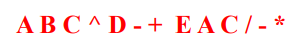 A B C ^ D - + E A C / - *